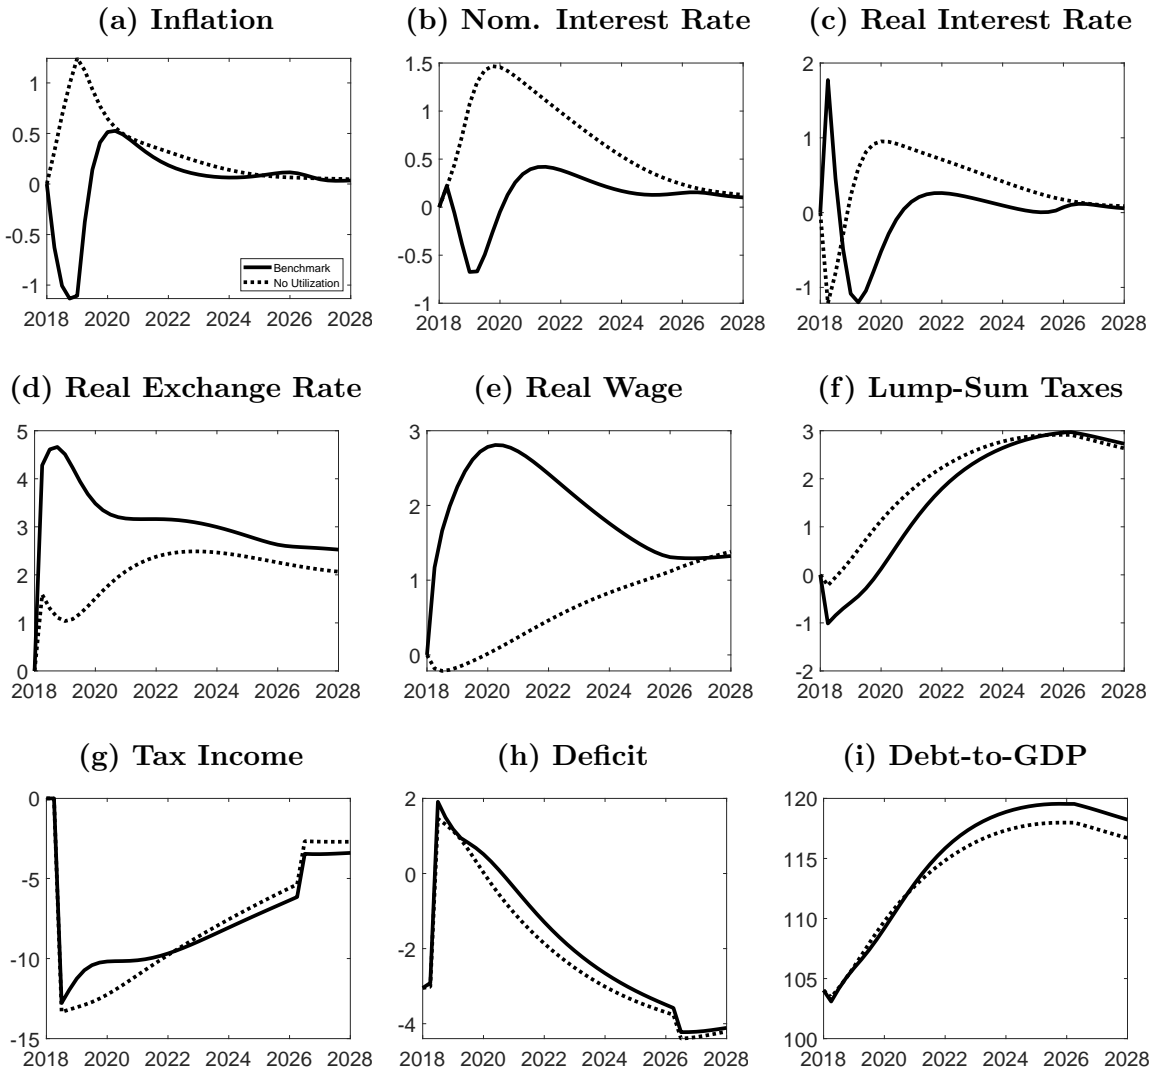 (a) Inflation
(b) Nom. Interest Rate
(c) Real Interest Rate
1
0.5
0
-0.5
-1
Benchmark
No Utilization
2018 2020 2022 2024 2026 2028
1.5
1
0.5
0
-0.5
-1
2018 2020 2022 2024 2026 2028
2
1
0
-1
2018 2020 2022 2024 2026 2028
(d) Real Exchange Rate
(e) Real Wage
(f) Lump-Sum Taxes
5
4
3
2
1
0
2018 2020 2022 2024 2026 2028
3
2
1
0
2018 2020 2022 2024 2026 2028
3
2
1
0
-1
-2
2018 2020 2022 2024 2026 2028
(g) Tax Income
(h) Deficit
(i) Debt-to-GDP
0
-5
-10
-15
2018 2020 2022 2024 2026 2028
2
0
-2
-4
2018 2020 2022 2024 2026 2028
120
115
110
105
100
2018 2020 2022 2024 2026 2028